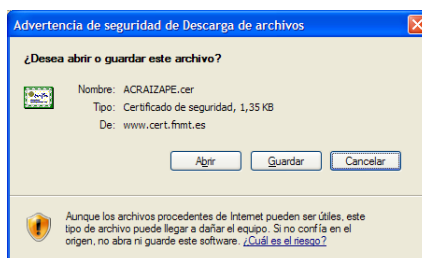 Advertencia de seguridad de Descarga de archivos
¿Desea abrir o guardar este archivo?
Nombre: ACRAIZAPE.cer
Tipo: Certificado de seguridad, 1,35 KB
De: www.cert.fnmt.es
Abrir Guardar Cancelar
Aunque los archivos procedentes de Internet pueden ser útiles, este
tipo de archivo puede llegar a dañar el equipo. Si no confía en el
origen, no abra ni guarde este software. ¿Cuál es el riesgo?